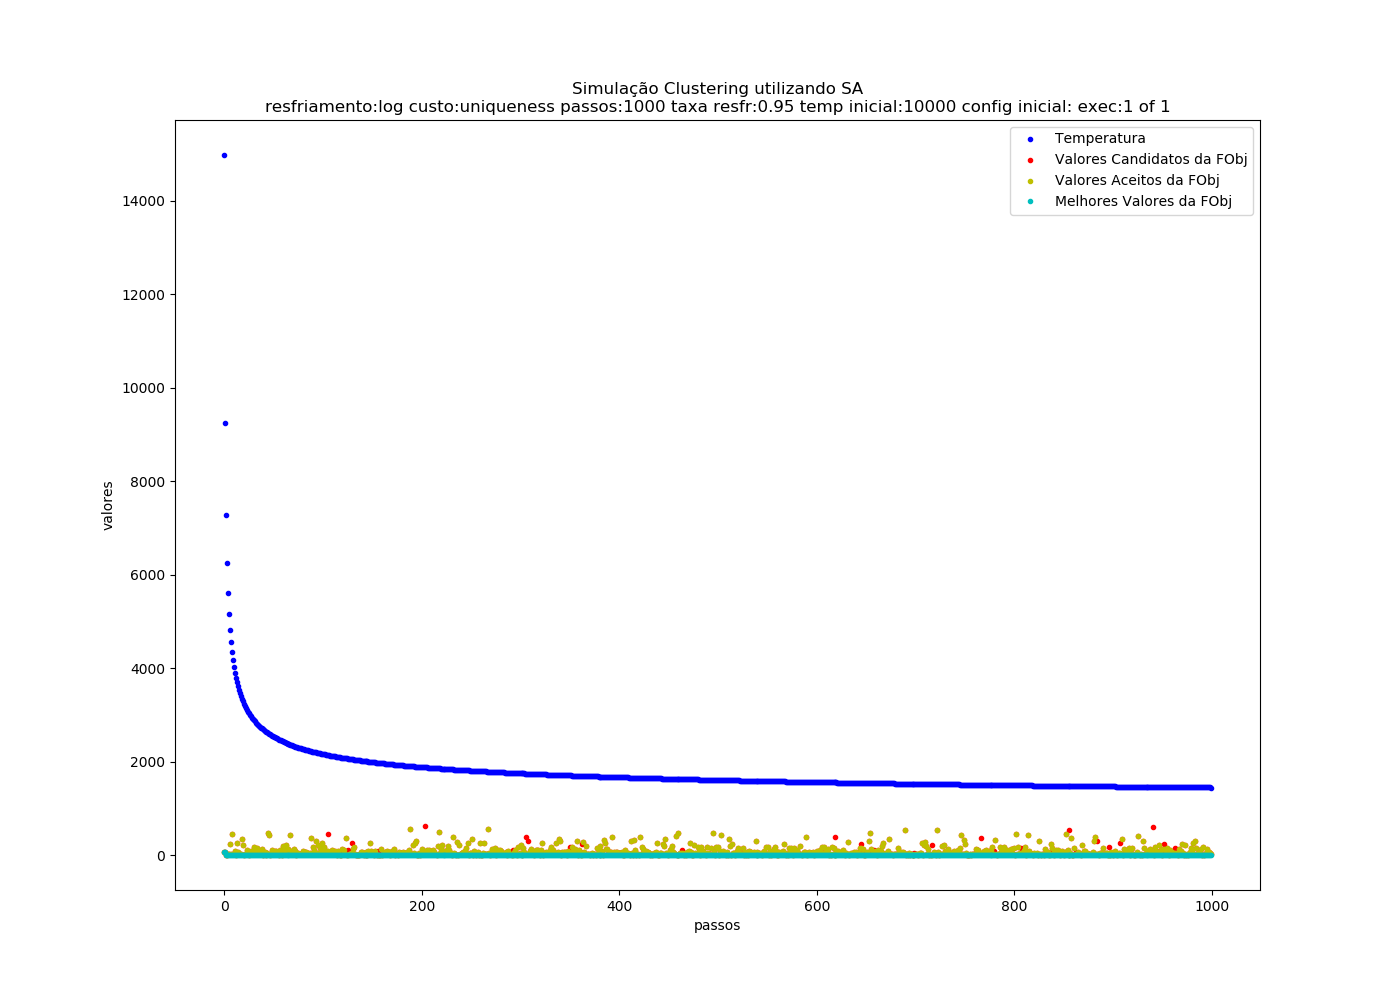 Simulação Clustering utilizando SA
resfriamento:log custo:uniqueness passos:1000 taxa resfr:0.95 temp inicial:10000 config inicial: exec:1 of 1
Temperatura
Valores Candidatos da FObj
Valores Aceitos da FObj
Melhores Valores da FObj
14000
12000
10000
8000
6000
4000
2000
0
valores
0 200 400 600 800 1000
passos